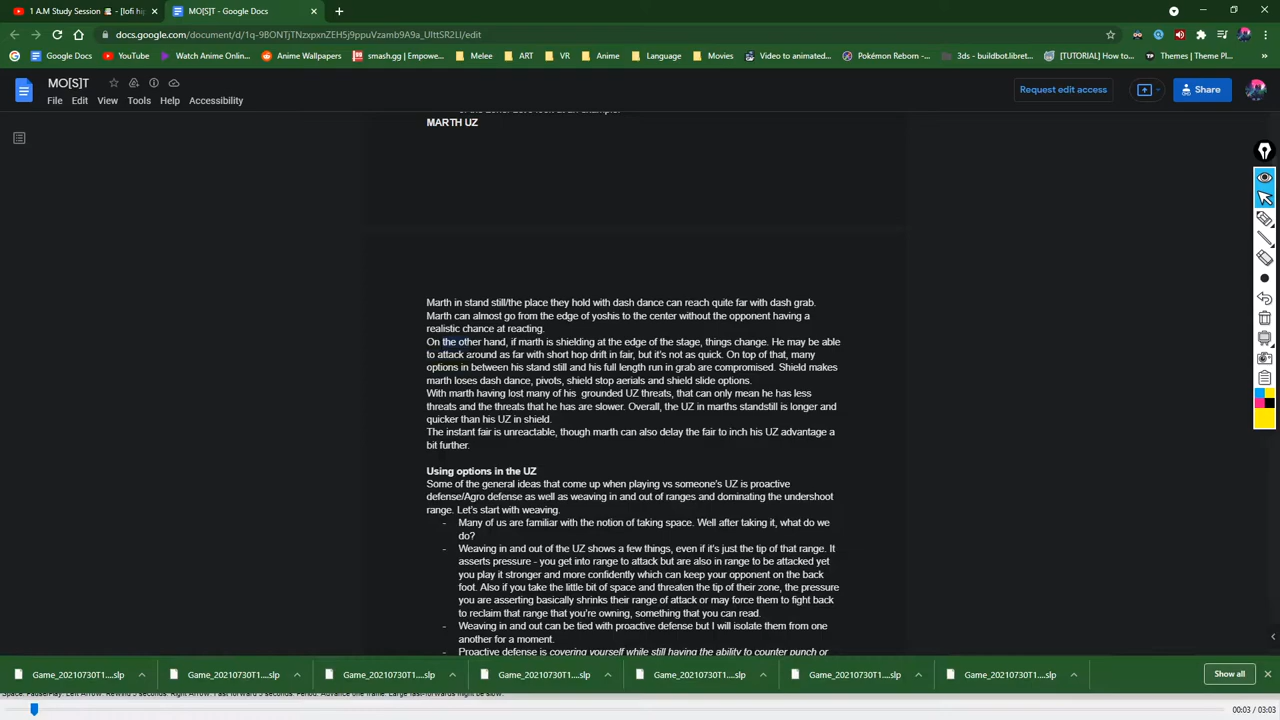 1 A.M Study Session - [lofi hip
MO[S]T - Google Docs
docs.google.com/document/d/1q-9BONTjTNzxpxnZEH5j9ppuVzamb9A9a_UIttSR2LI/edit
Google Docs
YouTube
Watch Anime Online...
Anime Wallpapers
smash.gg | Empowe...
Melee
ART
VR
Anime
Language
Movies
Video to animated...
Pokémon Reborn -...
3ds - buildbot.libret...
[TUTORIAL] How to...
Themes | Theme Pl...
MO[S]T
File Edit View Tools Help Accessibility
Request edit access
Share
MARTH UZ
Marth in stand still/the place they hold with dash dance can reach quite far with dash grab.
Marth can almost go from the edge of yoshis to the center without the opponent having a
realistic chance at reacting.
On the other hand, if marth is shielding at the edge of the stage, things change. He may be able
to attack around as far with short hop drift in fair, but it's not as quick. On top of that, many
options in between his stand still and his full length run in grab are compromised. Shield makes
marth loses dash dance, pivots, shield stop aerials and shield slide options.
With marth having lost many of his grounded UZ threats, that can only mean he has less
threats and the threats that he has are slower. Overall, the UZ in marths standstill is longer and
quicker than his UZ in shield.
The instant fair is unreactable, though marth can also delay the fair to inch his UZ advantage a
bit further.
Using options in the UZ
Some of the general ideas that come up when playing vs someone's UZ is proactive
defense/Agro defense as well as weaving in and out of ranges and dominating the undershoot
range. Let's start with weaving.
- Many of us are familiar with the notion of taking space. Well after taking it, what do we
do?
- Weaving in and out of the UZ shows a few things, even if it's just the tip of that range. It
asserts pressure - you get into range to attack but are also in range to be attacked yet
you play it stronger and more confidently which can keep your opponent on the back
foot. Also if you take the little bit of space and threaten the tip of their zone, the pressure
you are asserting basically shrinks their range of attack or may force them to fight back
to reclaim that range that you're owning, something that you can read.
- Weaving in and out can be tied with proactive defense but I will isolate them from one
another for a moment.
- Proactive defense is covering yourself while still having the ability to counter punch or
Game_20210730T1....slp
Game_20210730T1....slp
Game_20210730T1....slp
Game_20210730T1....slp
Game_20210730T1....slp
Game_20210730T1....slp
Game_20210730T1....slp
Show all
00:03 / 03:03